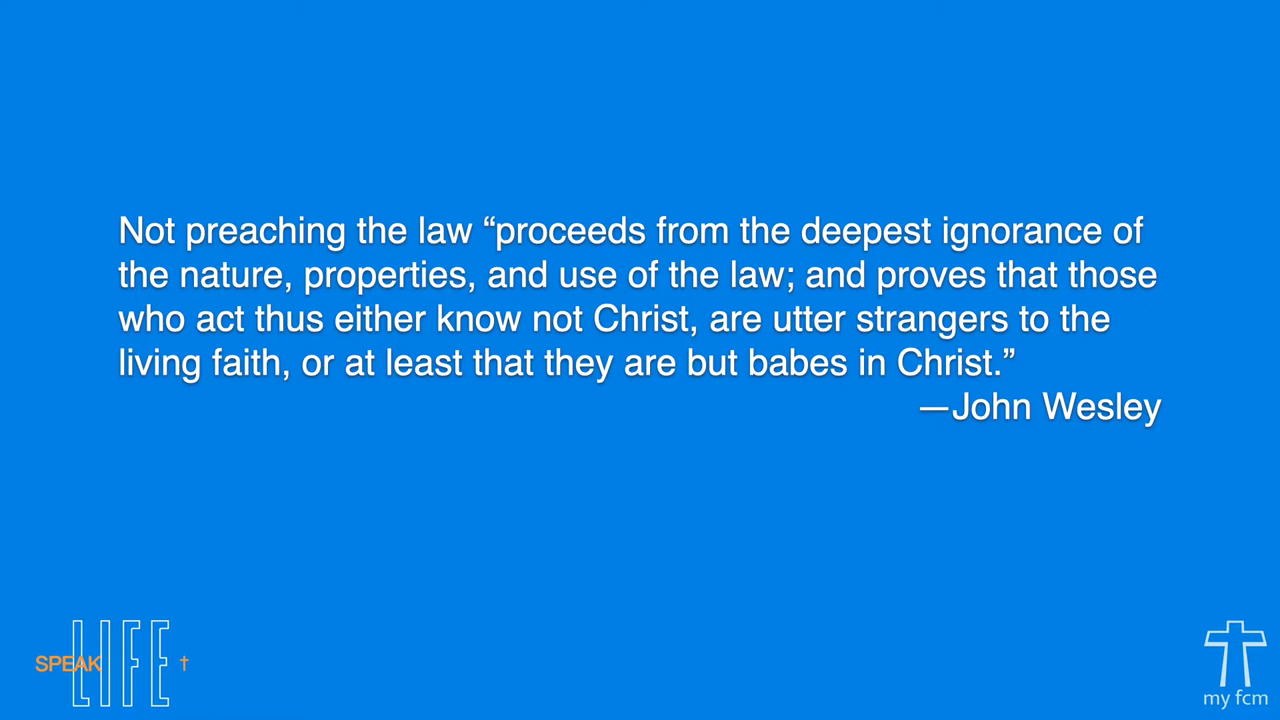 Not preaching the law “proceeds from the deepest ignorance of
the nature, properties, and use of the law; and proves that those
who act thus either know not Christ, are utter strangers to the
living faith, or at least that they are but babes in Christ.”
—John Wesley
SPEAK LIFE †
my fcm